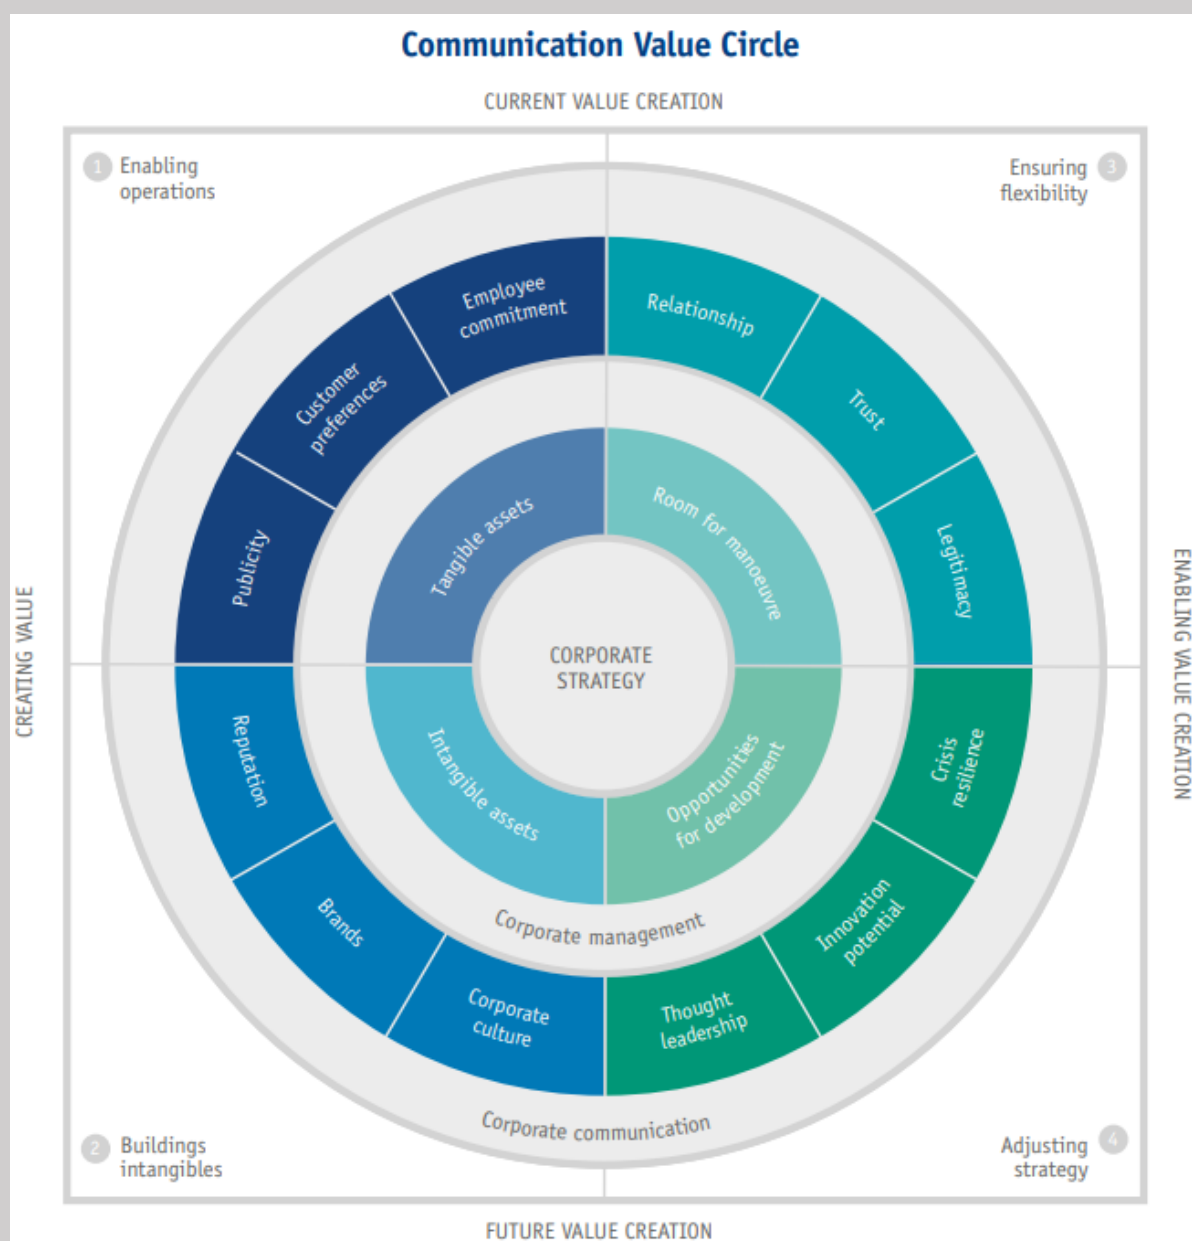 Communication Value Circle
CURRENT VALUE CREATION
1 Enabling
operations
Ensuring 3
flexibility
Employee
commitment
Relationship
Customer
preferences
Trust
Publicity
Legitimacy
Tangible assets
Room for manoeuvre
CREATING VALUE
CORPORATE
STRATEGY
ENABLING VALUE CREATION
Reputation
Intangible assets
Opportunities
for development
Crisis
resilience
Brands
Corporate management
Innovation
potential
Corporate
culture
Thought
leadership
Corporate communication
2 Buildings
intangibles
Adjusting 4
strategy
FUTURE VALUE CREATION